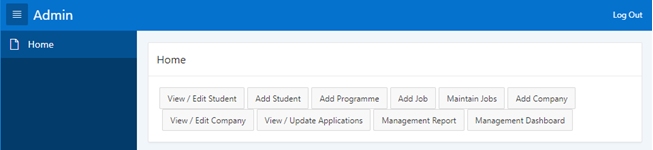 Admin Log Out
Home
Home
View / Edit Student Add Student Add Programme Add Job Maintain Jobs Add Company
View / Edit Company View / Update Applications Management Report Management Dashboard